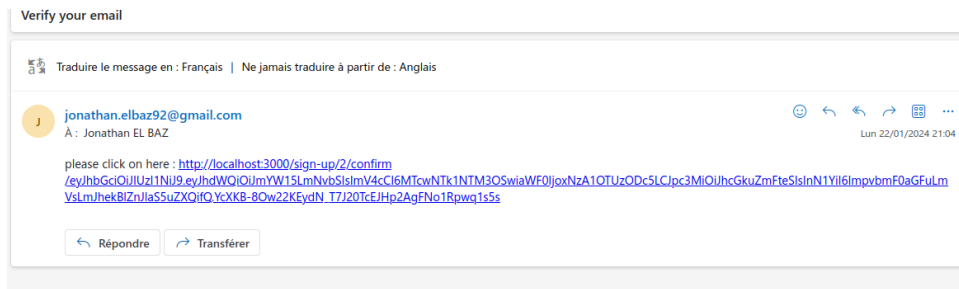 Verify your email
Traduire le message en : Français | Ne jamais traduire à partir de : Anglais
J
jonathan.elbaz92@gmail.com
À : Jonathan EL BAZ
Lun 22/01/2024 21:04
please click on here : http://localhost:3000/sign-up/2/confirm
/eyJhbGciOiJIUzI1NiJ9.eyJhdWQiOiJmYW15LmNvbSIsImV4cCI6MTcwNTk1NTM3OSwiaWF0IjoxNzA1OTUzODc5LCJpc3MiOiJhcGkuZmFteSIsInN1YiI6ImpvbmF0aGFuLm
VsLmJhekBlZnJlaS5uZXQifQ.YcXKB-8Ow22KEydN_T7J20TcEJHp2AgFNo1Rpwq1s5s
Répondre
Transférer